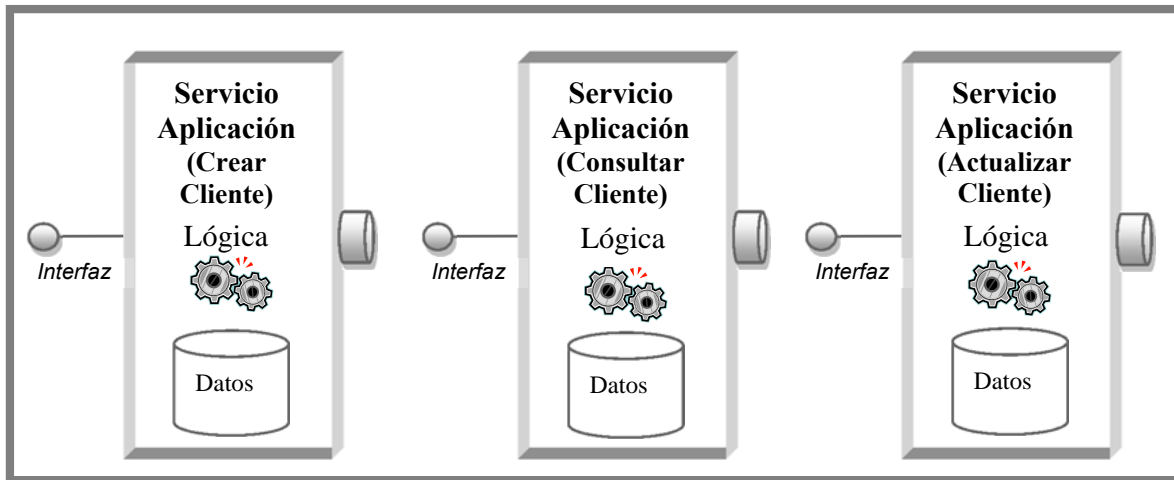 Servicio
Aplicación
(Crear
Cliente)
Lógica
Interfaz
Datos
Servicio
Aplicación
(Consultar
Cliente)
Lógica
Interfaz
Datos
Servicio
Aplicación
(Actualizar
Cliente)
Lógica
Interfaz
Datos